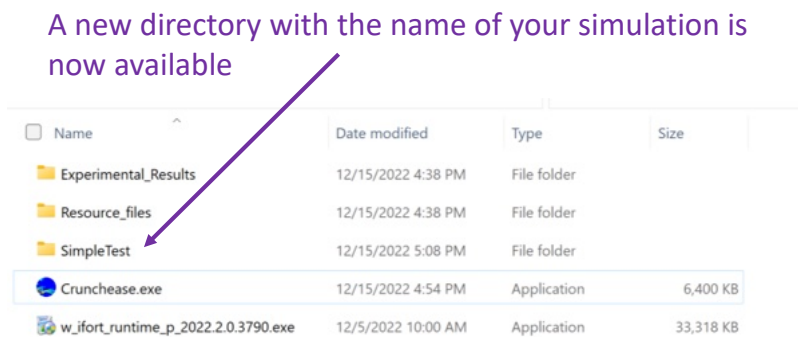 A new directory with the name of your simulation is
now available
Name Date modified Type Size
Experimental_Results 12/15/2022 4:38 PM File folder
Resource_files 12/15/2022 4:38 PM File folder
SimpleTest 12/15/2022 5:08 PM File folder
Crunchease.exe 12/15/2022 4:54 PM Application 6,400 KB
w_ifort_runtime_p_2022.2.0.3790.exe 12/5/2022 10:00 AM Application 33,318 KB